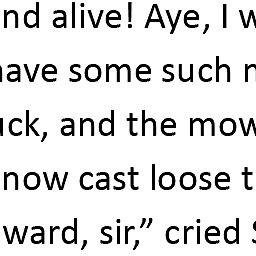 nd alive! Aye, I w
have some such n
uck, and the mow
now cast loose t
ward, sir,” cried S